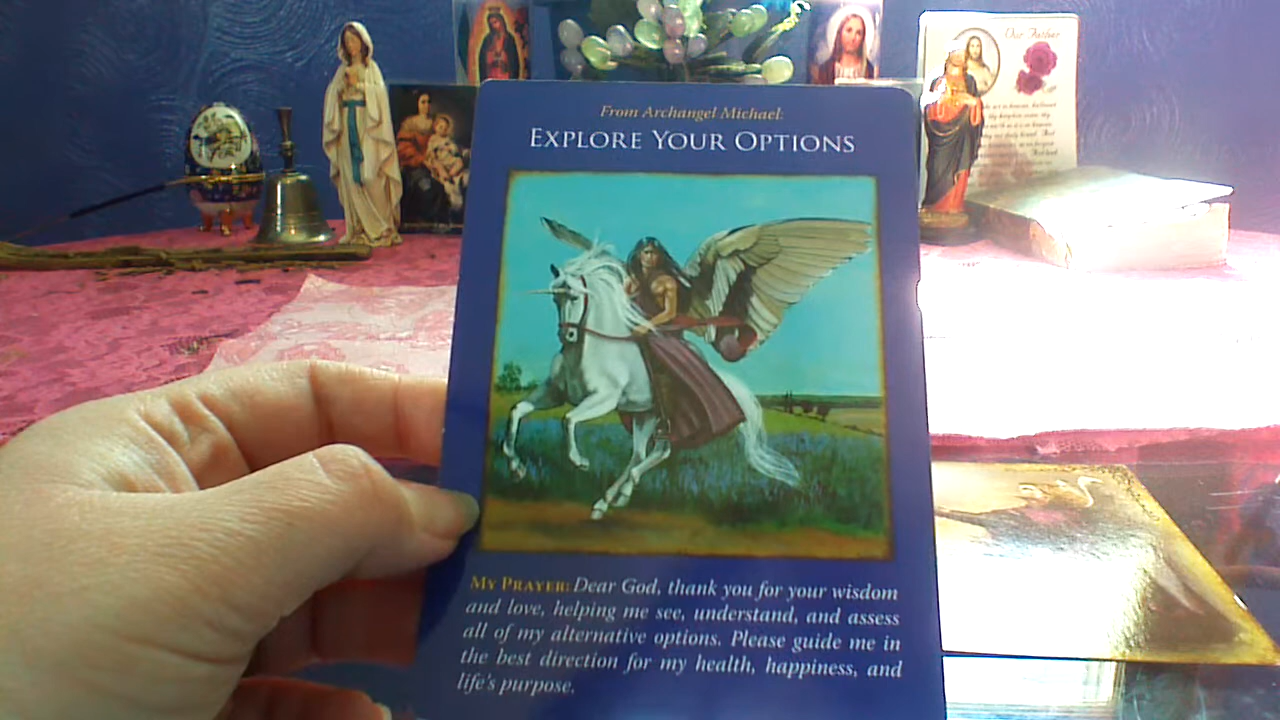 From Archangel Michael:
EXPLORE YOUR OPTIONS
MY PRAYER: Dear God, thank you for your wisdom
and love, helping me see, understand, and assess
all of my alternative options. Please guide me in
the best direction for my health, happiness, and
life's purpose.
Our Father